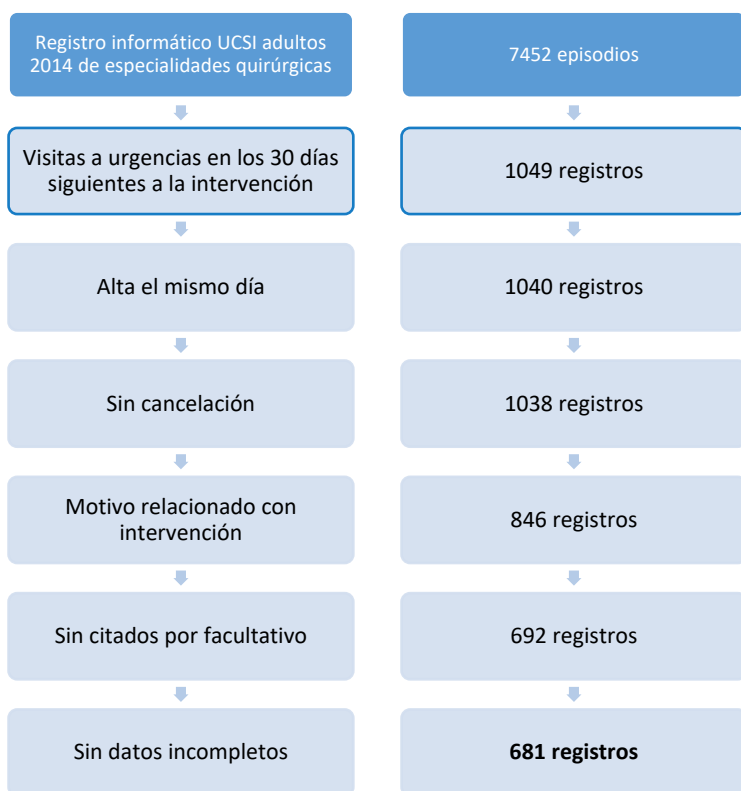 Registro informático UCSI adultos
2014 de especialidades quirúrgicas
7452 episodios
Visitas a urgencias en los 30 días
siguientes a la intervención
1049 registros
Alta el mismo día
1040 registros
Sin cancelación
1038 registros
Motivo relacionado con
intervención
846 registros
Sin citados por facultativo
692 registros
Sin datos incompletos
681 registros